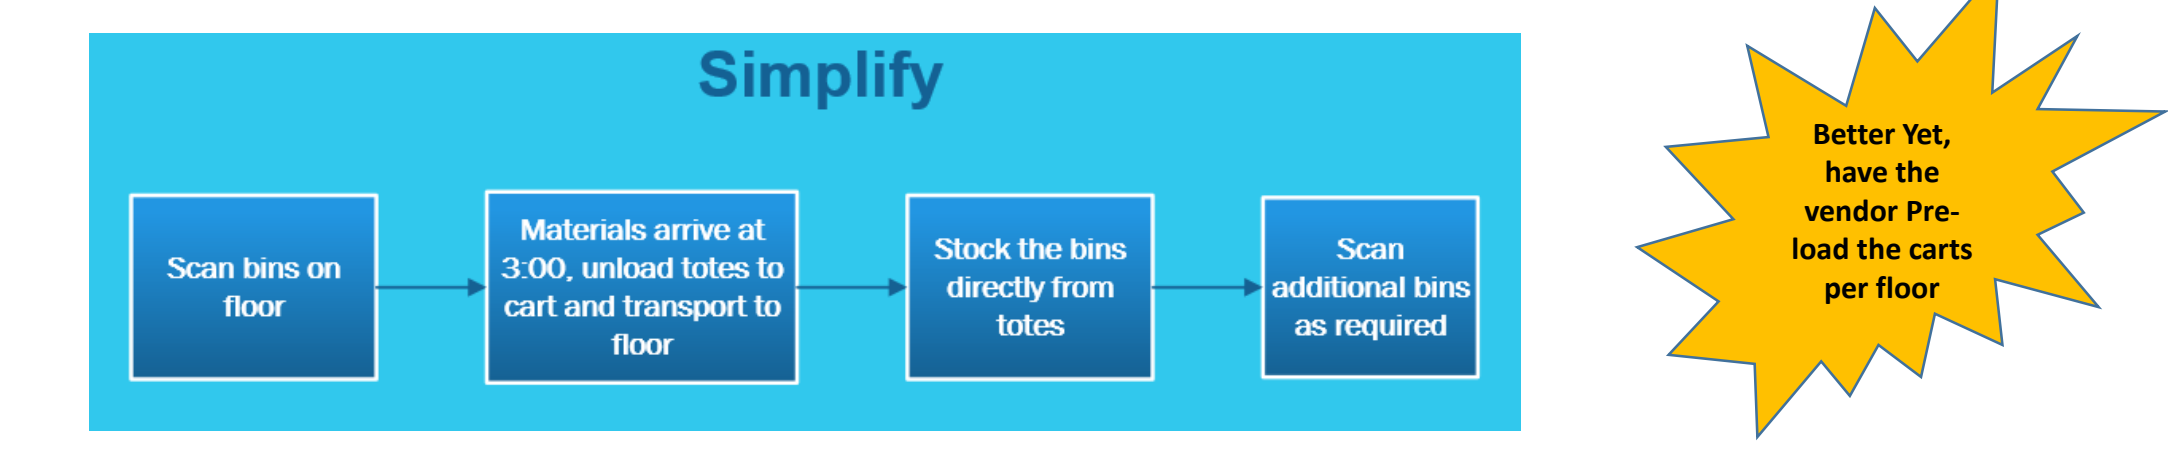 Simplify
Scan bins on
floor
Materials arrive at
3:00, unload totes to
cart and transport to
floor
Stock the bins
directly from
totes
Scan
additional bins
as required
Better Yet,
have the
vendor Pre-
load the carts
per floor